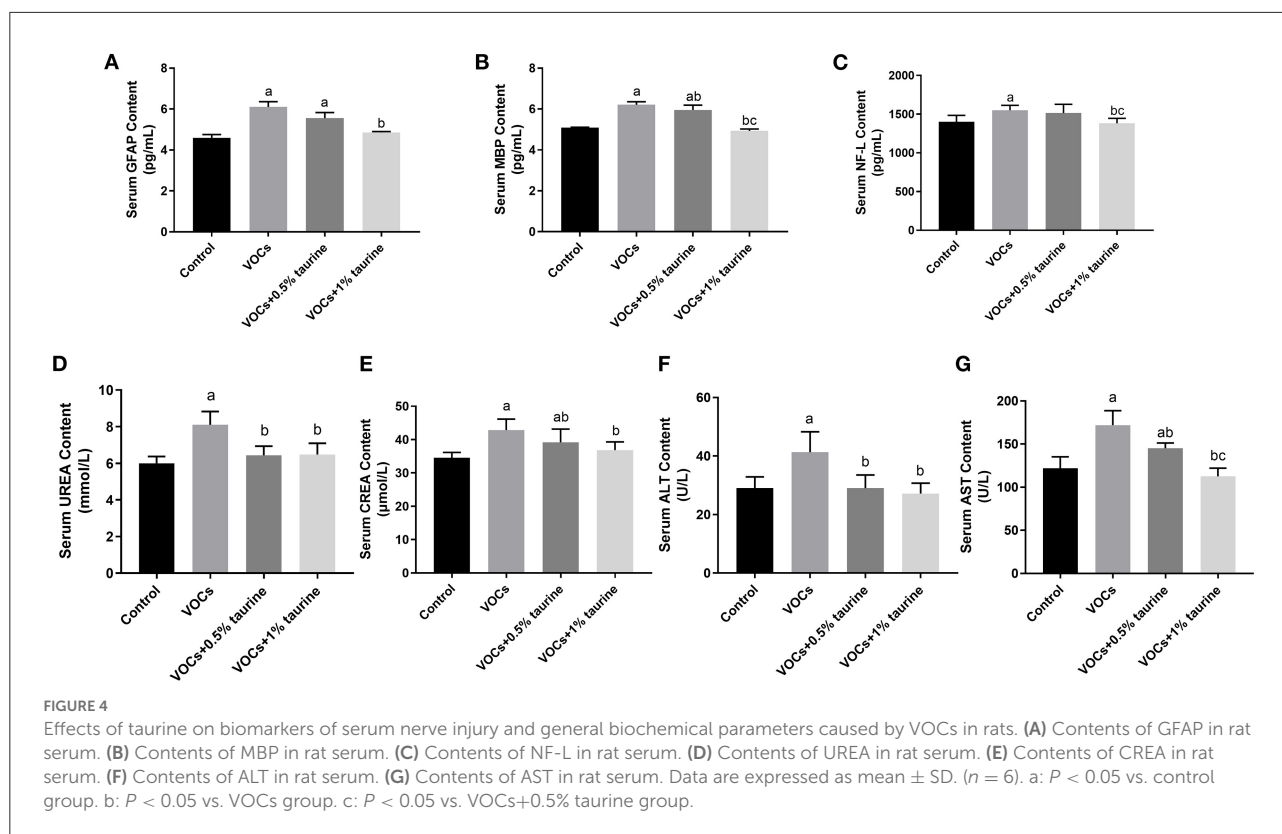 A
Serum GFAP Content
(pg/mL)
8
6
4
2
0
a
a
b
Control
VOCs
VOCs+0.5% taurine
VOCs+1% taurine
B
Serum MBP Content
(pg/mL)
8
6
4
2
0
a
ab
bc
Control
VOCs
VOCs+0.5% taurine
VOCs+1% taurine
C
Serum NF-L Content
(pg/mL)
2000
1500
1000
500
0
a
bc
Control
VOCs
VOCs+0.5% taurine
VOCs+1% taurine
D
Serum UREA Content
(mmol/L)
10
8
6
4
2
0
a
b
b
Control
VOCs
VOCs+0.5% taurine
VOCs+1% taurine
E
Serum CREA Content
(μmol/L)
50
40
30
20
10
0
a
ab
b
Control
VOCs
VOCs+0.5% taurine
VOCs+1% taurine
F
Serum ALT Content
(U/L)
60
40
20
0
a
b
b
Control
VOCs
VOCs+0.5% taurine
VOCs+1% taurine
G
Serum AST Content
(U/L)
200
150
100
50
0
a
ab
bc
Control
VOCs
VOCs+0.5% taurine
VOCs+1% taurine
FIGURE 4
Effects of taurine on biomarkers of serum nerve injury and general biochemical parameters caused by VOCs in rats. (A) Contents of GFAP in rat
serum. (B) Contents of MBP in rat serum. (C) Contents of NF-L in rat serum. (D) Contents of UREA in rat serum. (E) Contents of CREA in rat
serum. (F) Contents of ALT in rat serum. (G) Contents of AST in rat serum. Data are expressed as mean ± SD. (n = 6). a: P < 0.05 vs. control
group. b: P < 0.05 vs. VOCs group. c: P < 0.05 vs. VOCs+0.5% taurine group.